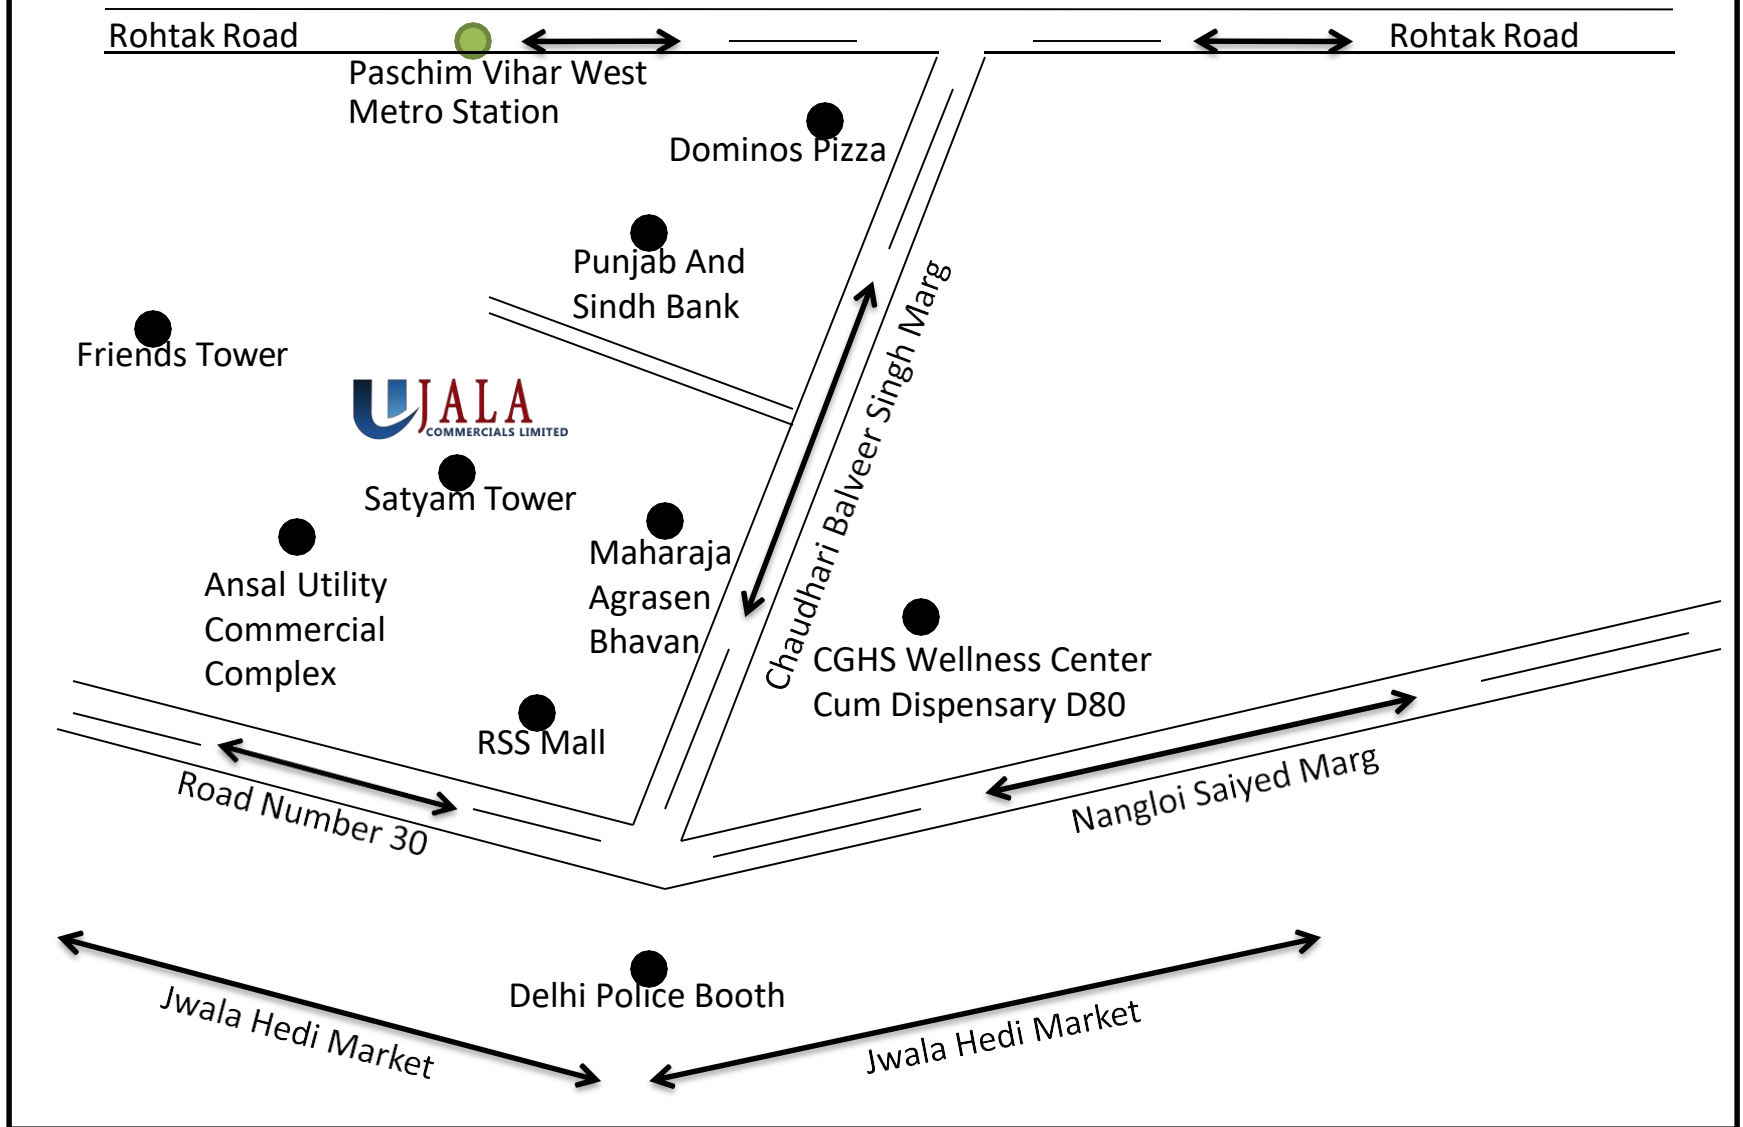 Rohtak Road
Rohtak Road
Paschim Vihar West
Metro Station
Dominos Pizza
Punjab And
Sindh Bank
Friends Tower
UJALA
COMMERCIALS LIMITED
Chaudhari Balveer Singh Marg
Satyam Tower
Maharaja
Agrasen
Bhavan
Ansal Utility
Commercial
Complex
CGHS Wellness Center
Cum Dispensary D80
RSS Mall
Road Number 30
Nangloi Saiyed Marg
Delhi Police Booth
Jwala Hedi Market
Jwala Hedi Market